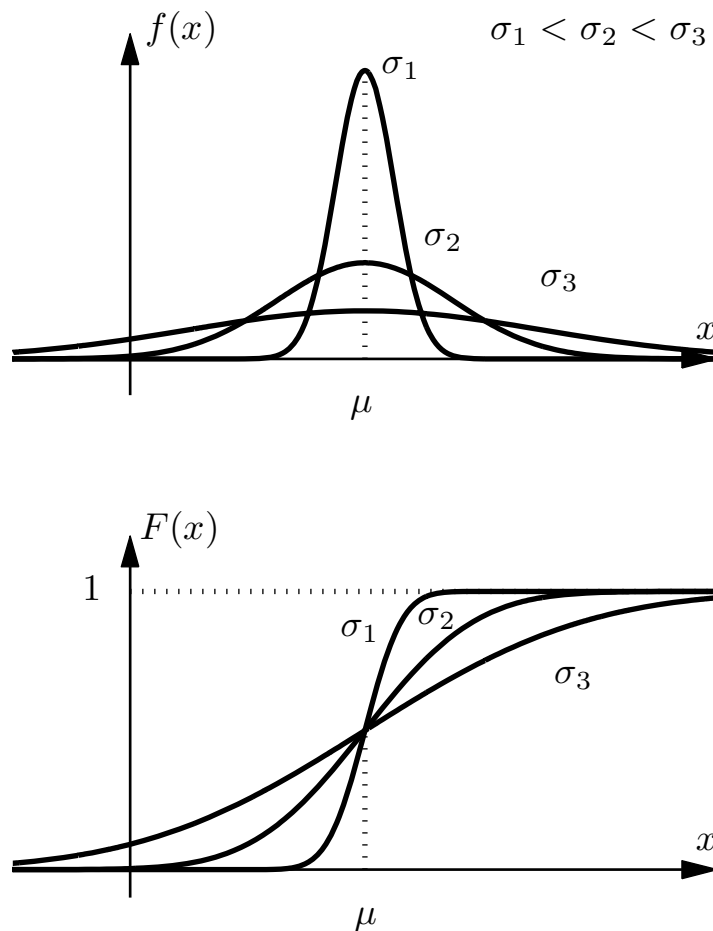 f(x) σ₁ < σ₂ < σ₃
σ₁
σ₂
σ₃
x
μ
F(x)
1
σ₁ σ₂
σ₃
x
μ